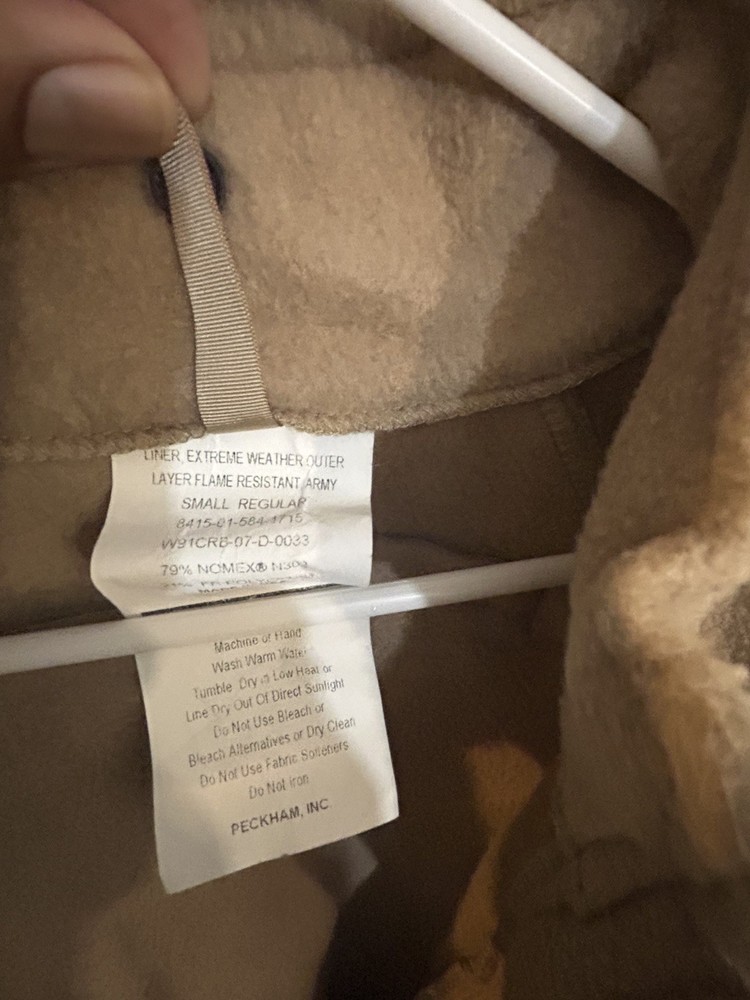 LINER, EXTREME WEATHER OUTER
LAYER FLAME RESISTANT ARMY
SMALL REGULAR
8415-01-584-1715
W91CRB-07-D-0033
79% NOMEX®
Machine or Hand
Wash Warm Water
Tumble Dry in Low Heat or
Line Dry Out Of Direct Sunlight
Do Not Use Bleach or
Bleach Alternatives or Dry Clean
Do Not Use Fabric Softeners
Do Not Iron
PECKHAM, INC.